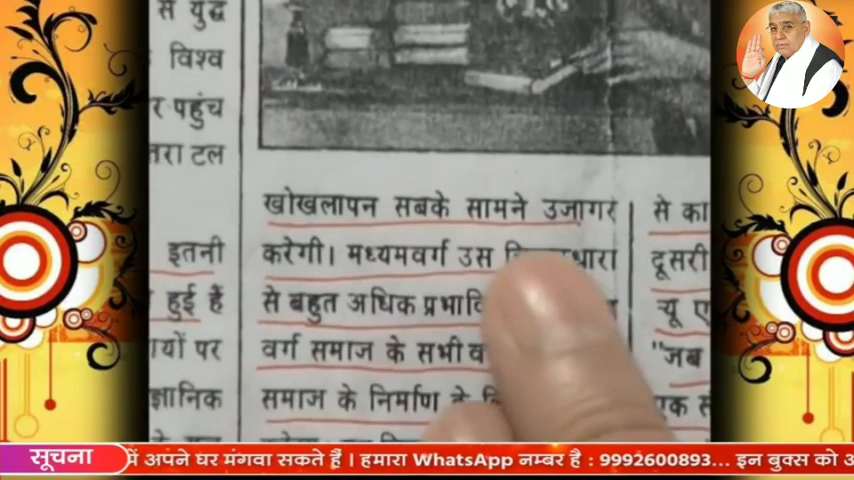 से युद्ध
विश्व
र पहुंच
तरा टल
इतनी
हुई हैं
ायों पर
ज्ञानिक
खोखलापन सबके सामने उजागर
करेगी। मध्यमवर्ग उस
से बहुत अधिक
वर्ग समाज के सभी
समाज के निर्माण के
से का
दूसरी
न्यू ए
"जब
एक से
सूचना
में अपने घर मंगवा सकते हैं । हमारा WhatsApp नम्बर है : 9992600893... इन बुक्स को अ